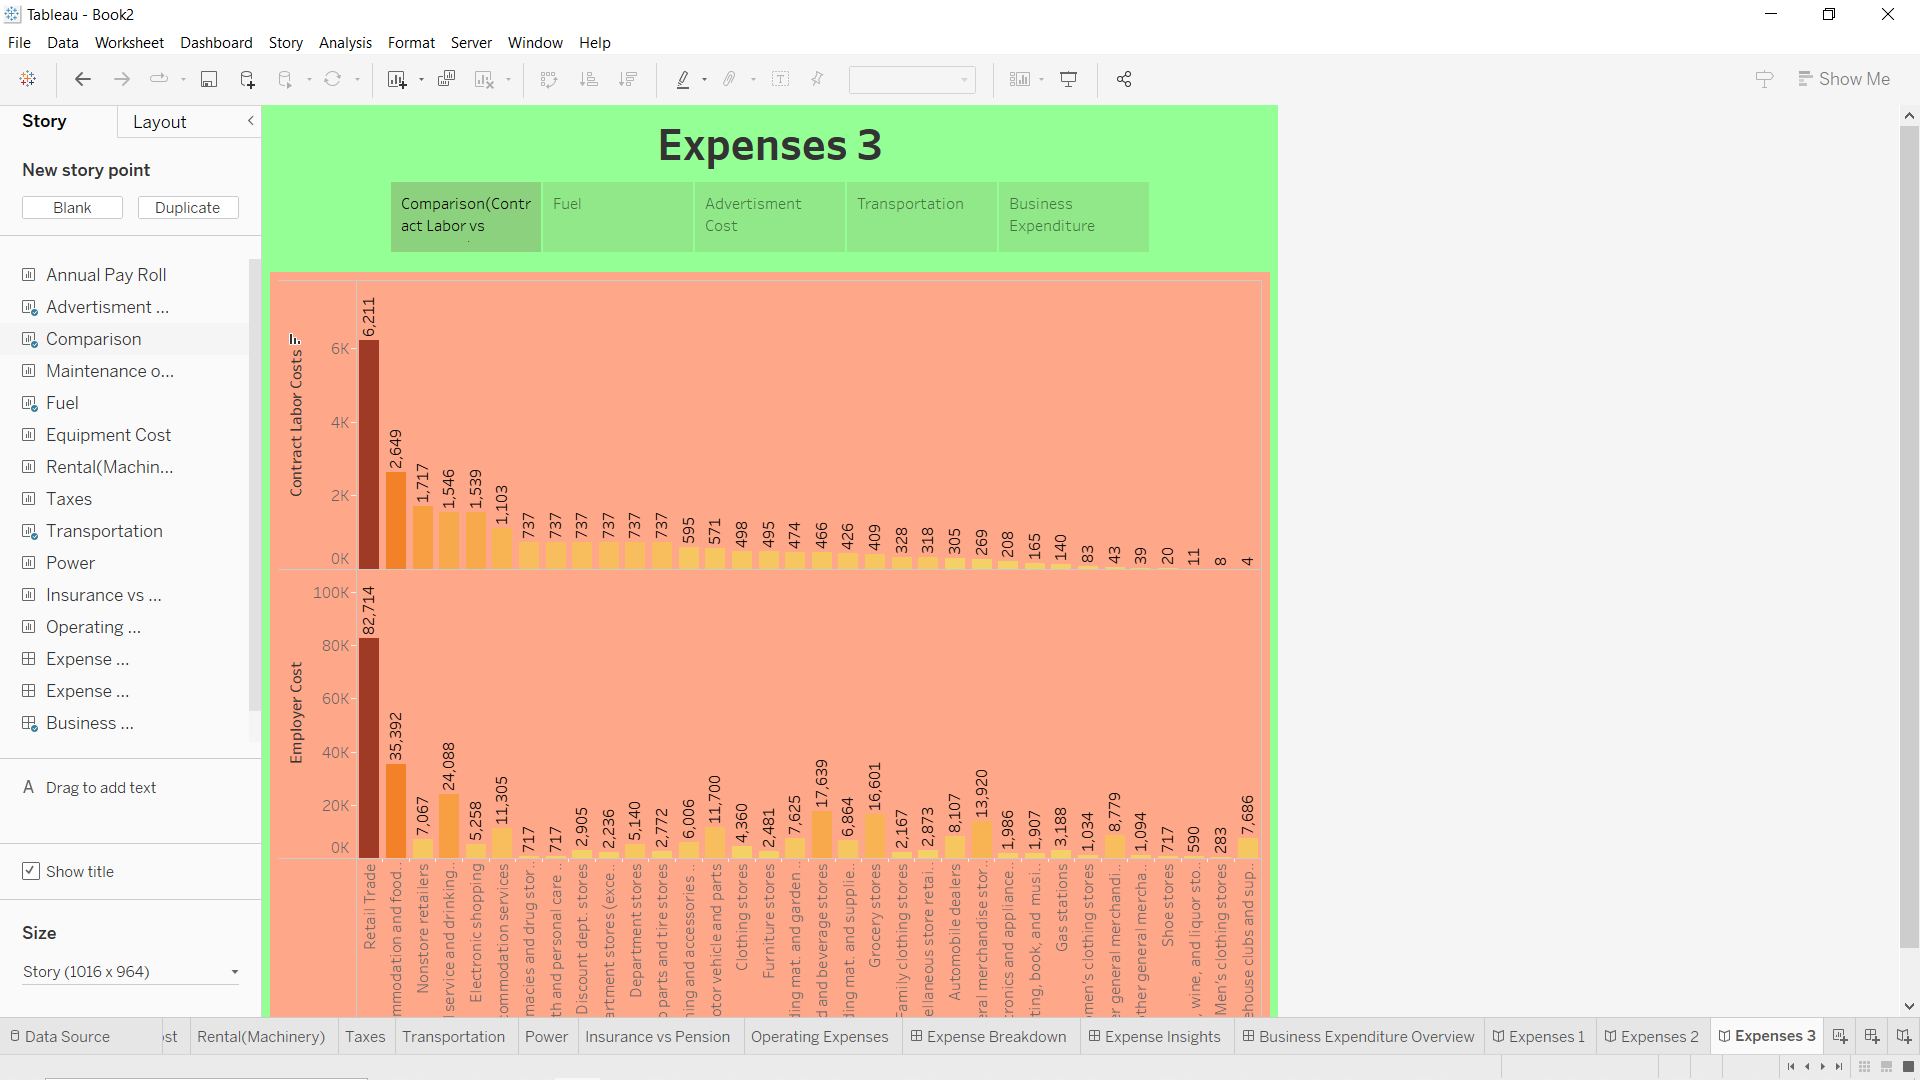 Tableau - Book2
File Data Worksheet Dashboard Story Analysis Format Server Window Help
Show Me
Story Layout
New story point
Blank Duplicate
Annual Pay Roll
Advertisment ...
Comparison
Maintenance o...
Fuel
Equipment Cost
Rental(Machin...
Taxes
Transportation
Power
Insurance vs ...
Operating ...
Expense ...
Expense ...
Business ...
A Drag to add text
Show title
Size
Story (1016 x 964)
Expenses 3
Comparison(Contr
act Labor vs
Fuel
Advertisment
Cost
Transportation
Business
Expenditure
Contract Labor Costs
6K
4K
2K
0K
6,211
2,649
1,717
1,546
1,539
1,103
737
737
737
737
737
737
595
571
498
495
474
466
426
409
328
318
305
269
208
165
140
83
43
39
20
11
8
4
Employer Cost
100K
80K
60K
40K
20K
0K
82,714
35,392
7,067
24,088
5,258
11,305
717
717
2,905
2,236
5,140
2,772
6,006
11,700
4,360
2,481
7,625
17,639
6,864
16,601
2,167
2,873
8,107
13,920
1,986
1,907
3,188
1,034
8,779
1,094
717
590
283
7,686
Retail Trade
mmodation and food..
Nonstore retailers
l service and drinking..
Electronic shopping
ommodation services
macies and drug stor..
th and personal care ..
Discount dept. stores
artment stores (exce..
Department stores
o parts and tire stores
hing and accessories ..
otor vehicle and parts
Clothing stores
Furniture stores
ding mat. and garden ..
d and beverage stores
ding mat. and supplie..
Grocery stores
Family clothing stores
ellaneous store retai..
Automobile dealers
eral merchandise stor..
ctronics and appliance..
ting, book, and musi..
Gas stations
omen's clothing stores
r general merchandi..
ther general mercha..
Shoe stores
, wine, and liquor sto..
Men's clothing stores
ehouse clubs and sup..
Data Source ost Rental(Machinery) Taxes Transportation Power Insurance vs Pension Operating Expenses Expense Breakdown Expense Insights Business Expenditure Overview Expenses 1 Expenses 2 Expenses 3